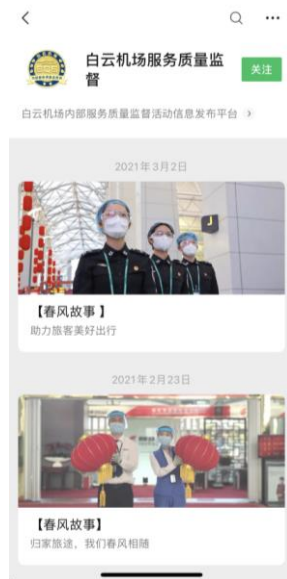 白云机场服务质量监
督
关注
白云机场内部服务质量监督活动信息发布平台
2021年3月2日
J
【春风故事 】
助力旅客美好出行
2021年2月23日
【春风故事】
归家旅途，我们春风相随